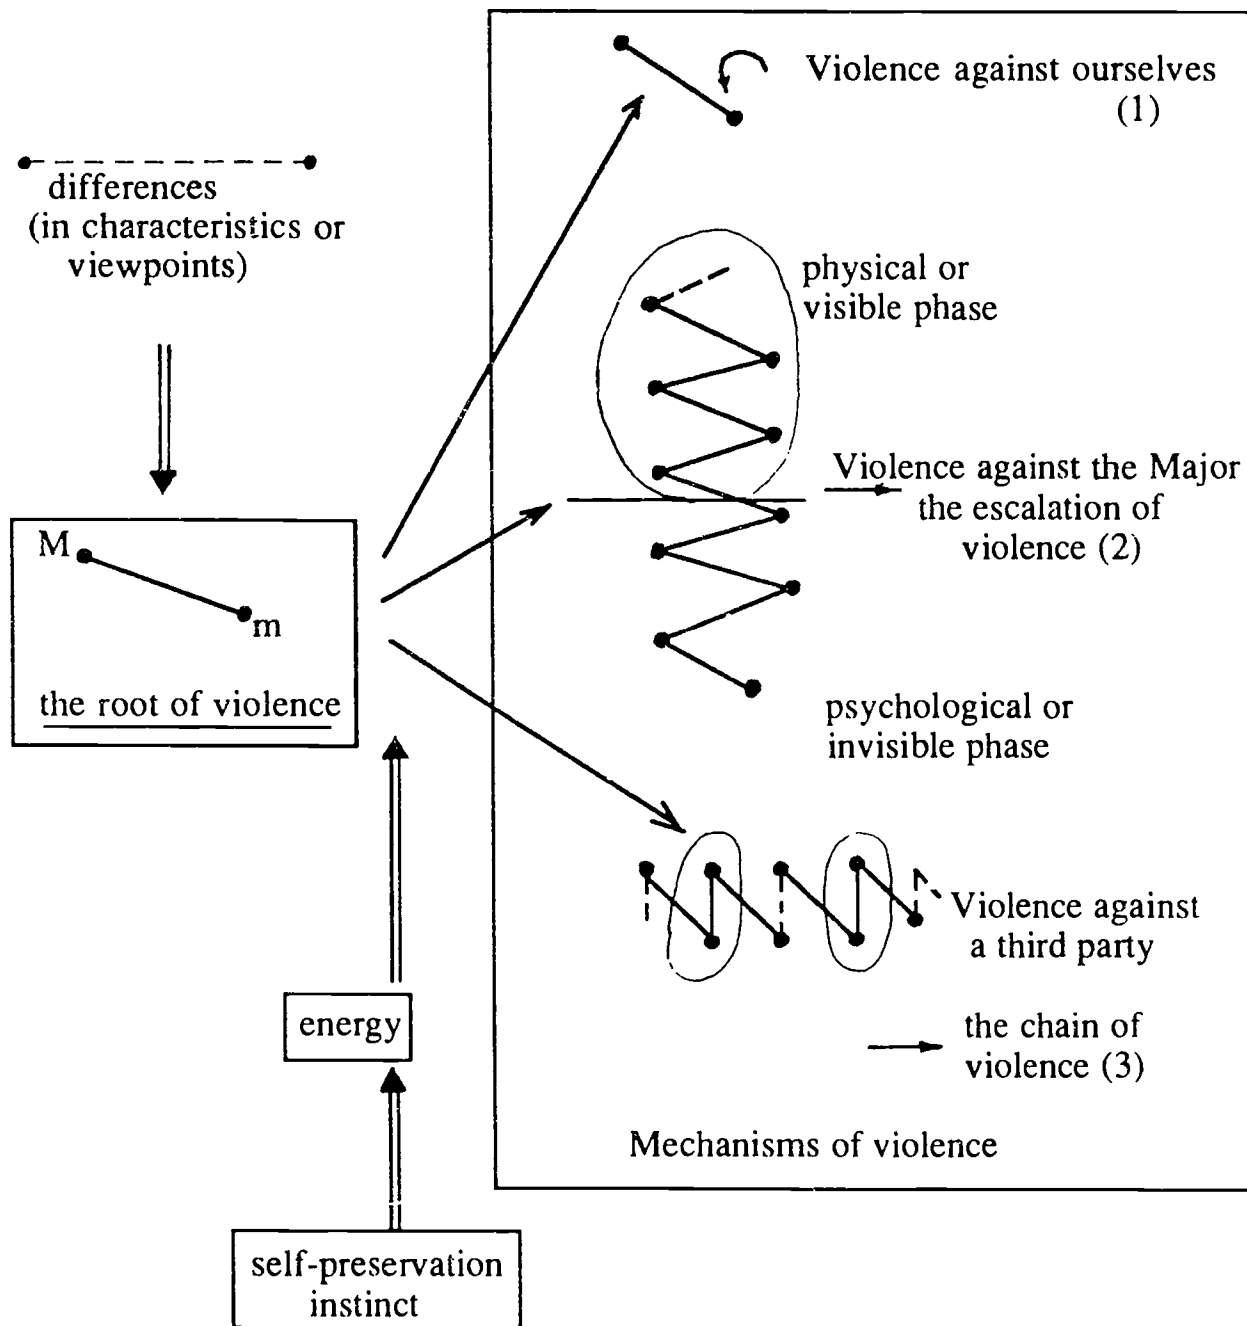 Violence against ourselves
(1)
differences
(in characteristics or
viewpoints)
physical or
visible phase
Violence against the Major
the escalation of
violence (2)
M
m
the root of violence
psychological or
invisible phase
Violence against
a third party
the chain of
violence (3)
energy
Mechanisms of violence
self-preservation
instinct